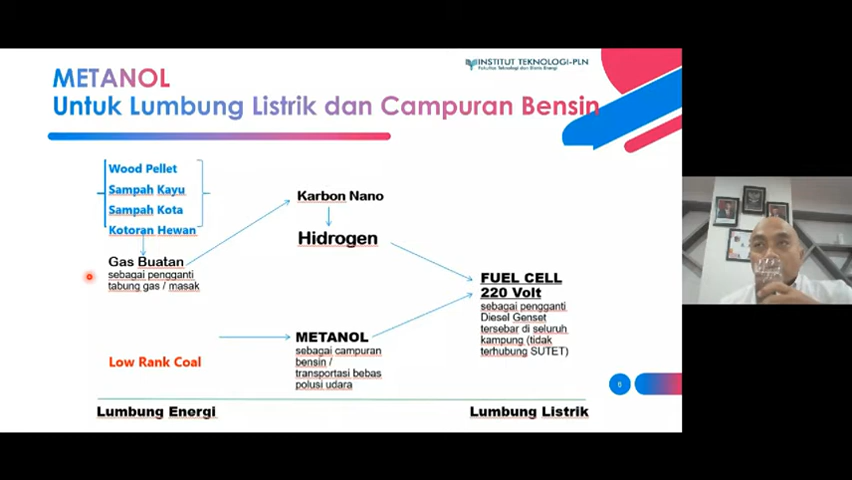 INSTITUT TEKNOLOGI-PLN
Fakultas Teknologi dan Bisnis Energi
METANOL
Untuk Lumbung Listrik dan Campuran Bensin
Wood Pellet
Sampah Kayu
Sampah Kota
Kotoran Hewan
Gas Buatan
sebagai pengganti
tabung gas / masak
Low Rank Coal
Karbon Nano
Hidrogen
METANOL
sebagai campuran
bensin /
transportasi bebas
polusi udara
FUEL CELL
220 Volt
sebagai pengganti
Diesel Genset
tersebar di seluruh
kampung (tidak
terhubung SUTET)
6
Lumbung Energi
Lumbung Listrik